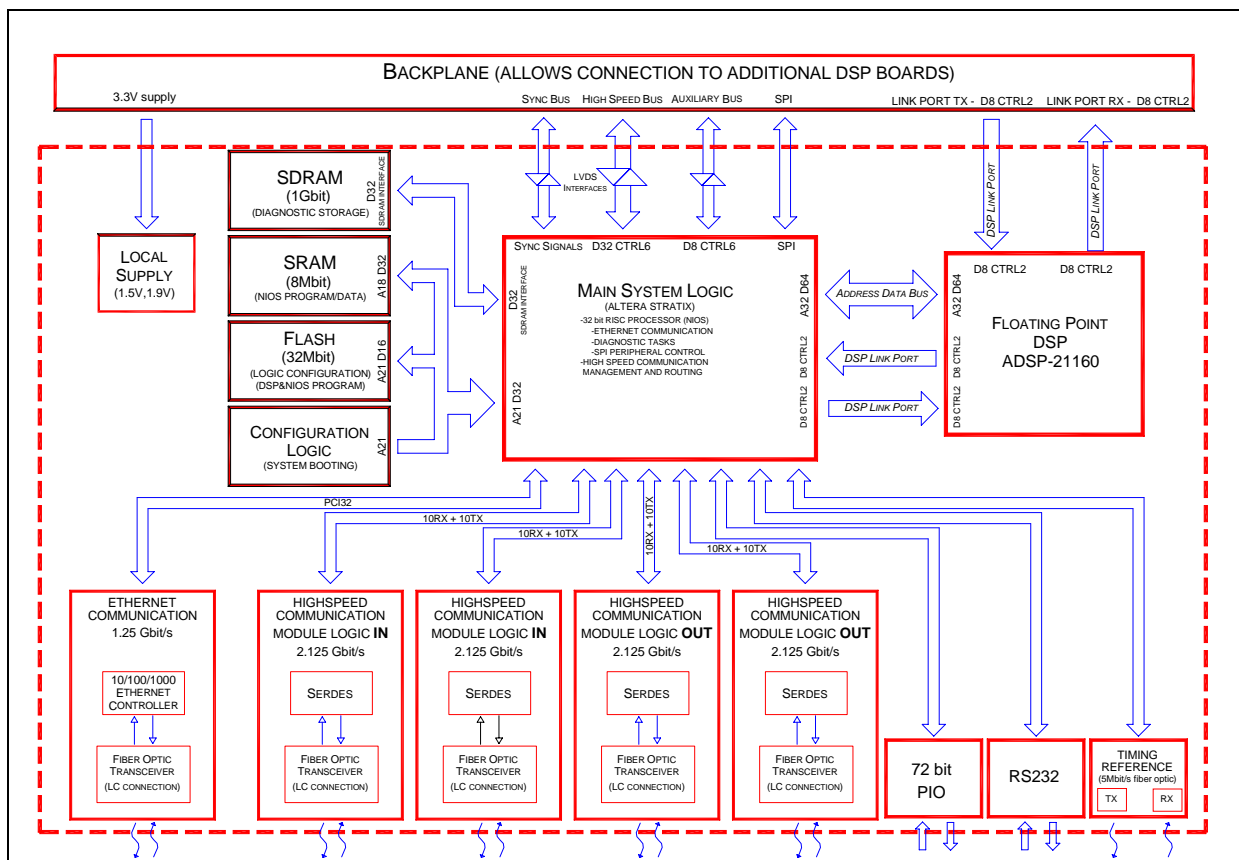 BACKPLANE (ALLOWS CONNECTION TO ADDITIONAL DSP BOARDS)
3.3V supply
SYNC BUS
HIGH SPEED BUS
AUXILIARY BUS
SPI
LINK PORT TX - D8 CTRL2
LINK PORT RX - D8 CTRL2
LVDS
INTERFACES
DSP LINK PORT
DSP LINK PORT
SDRAM
(1Gbit)
(DIAGNOSTIC STORAGE)
D32
SDRAM INTERFACE
SRAM
(8Mbit)
(NIOS PROGRAM/DATA)
A18 D32
FLASH
(32Mbit)
(LOGIC CONFIGURATION)
(DSP&NIOS PROGRAM)
A21 D16
CONFIGURATION
LOGIC
(SYSTEM BOOTING)
A21
LOCAL
SUPPLY
(1.5V,1.9V)
SYNC SIGNALS
D32 CTRL6
D8 CTRL6
SPI
D32
SDRAM INTERFACE
A21 D32
MAIN SYSTEM LOGIC
(ALTERA STRATIX)
-32 bit RISC PROCESSOR (NIOS)
-ETHERNET COMMUNICATION
-DIAGNOSTIC TASKS
-SPI PERIPHERAL CONTROL
-HIGH SPEED COMMUNICATION
MANAGEMENT AND ROUTING
A32 D64
D8 CTRL2
D8 CTRL2
ADDRESS DATA BUS
DSP LINK PORT
DSP LINK PORT
D8 CTRL2
D8 CTRL2
A32 D64
D8 CTRL2
D8 CTRL2
FLOATING POINT
DSP
ADSP-21160
PCI32
10RX + 10TX
10RX + 10TX
10RX + 10TX
10RX + 10TX
ETHERNET
COMMUNICATION
1.25 Gbit/s
10/100/1000
ETHERNET
CONTROLLER
FIBER OPTIC
TRANSCEIVER
(LC CONNECTION)
HIGHSPEED
COMMUNICATION
MODULE LOGIC IN
2.125 Gbit/s
SERDES
FIBER OPTIC
TRANSCEIVER
(LC CONNECTION)
HIGHSPEED
COMMUNICATION
MODULE LOGIC IN
2.125 Gbit/s
SERDES
FIBER OPTIC
TRANSCEIVER
(LC CONNECTION)
HIGHSPEED
COMMUNICATION
MODULE LOGIC OUT
2.125 Gbit/s
SERDES
FIBER OPTIC
TRANSCEIVER
(LC CONNECTION)
HIGHSPEED
COMMUNICATION
MODULE LOGIC OUT
2.125 Gbit/s
SERDES
FIBER OPTIC
TRANSCEIVER
(LC CONNECTION)
72 bit
PIO
RS232
TIMING
REFERENCE
(5Mbit/s fiber optic)
TX
RX